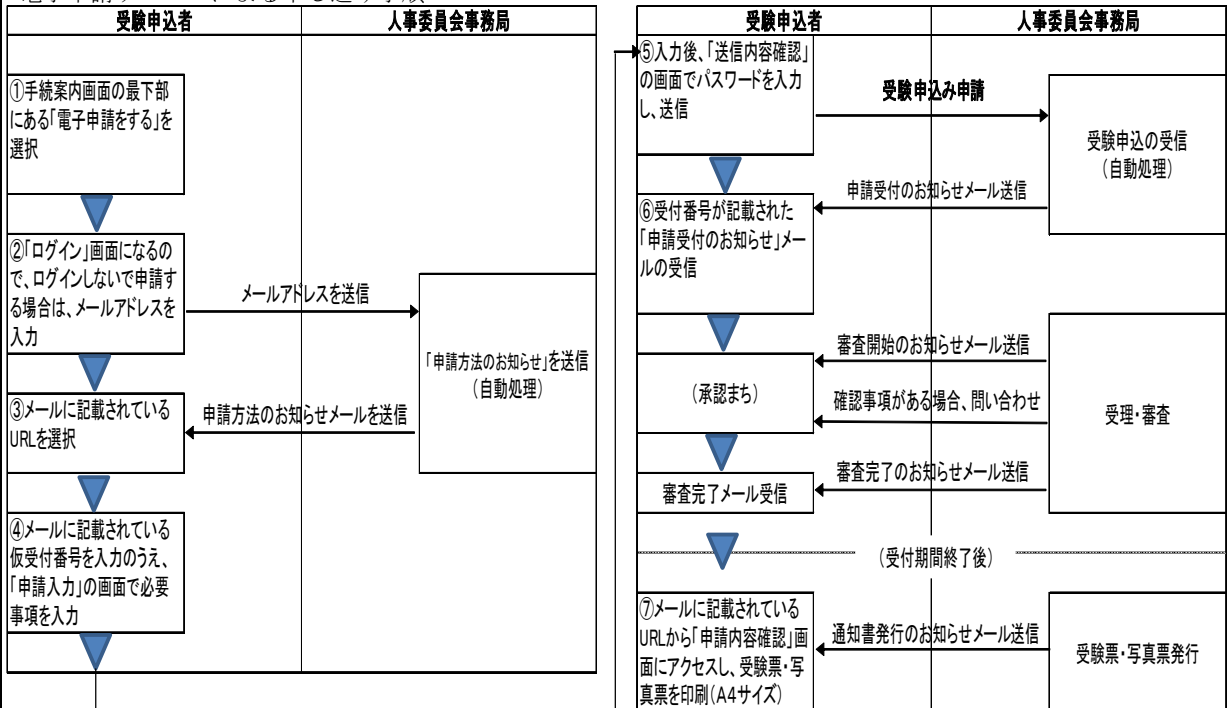 受験申込者
人事委員会事務局
①手続案内画面の最下部
にある「電子申請をする」を
選択
②「ログイン」画面になるの
で、ログインしないで申請す
る場合は、メールアドレスを
入力
メールアドレスを送信
「申請方法のお知らせ」を送信
(自動処理)
③メールに記載されている
URLを選択
申請方法のお知らせメールを送信
④メールに記載されている
仮受付番号を入力のうえ、
「申請入力」の画面で必要
事項を入力
受験申込者
人事委員会事務局
⑤入力後、「送信内容確認」
の画面でパスワードを入力
し、送信
受験申込み申請
受験申込の受信
(自動処理)
申請受付のお知らせメール送信
⑥受付番号が記載された
「申請受付のお知らせ」メー
ルの受信
審査開始のお知らせメール送信
(承認まち)
確認事項がある場合、問い合わせ
受理・審査
審査完了のお知らせメール送信
審査完了メール受信
(受付期間終了後)
⑦メールに記載されている
URLから「申請内容確認」画
面にアクセスし、受験票・写
真票を印刷(A4サイズ)
通知書発行のお知らせメール送信
受験票・写真票発行